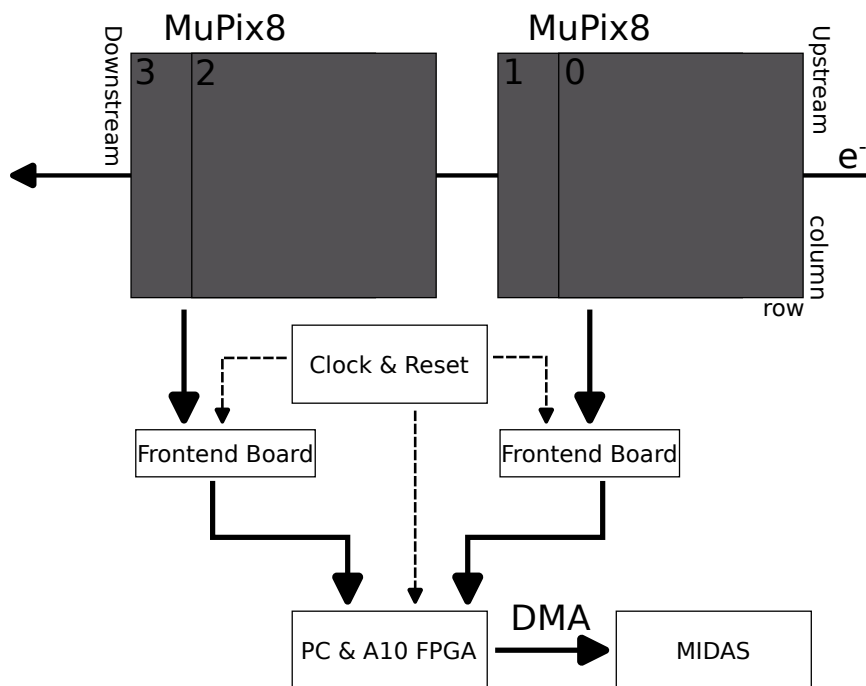 MuPix8
MuPix8
Downstream
3
2
1
0
Upstream
e-
column
row
Clock & Reset
Frontend Board
Frontend Board
DMA
PC & A10 FPGA
MIDAS